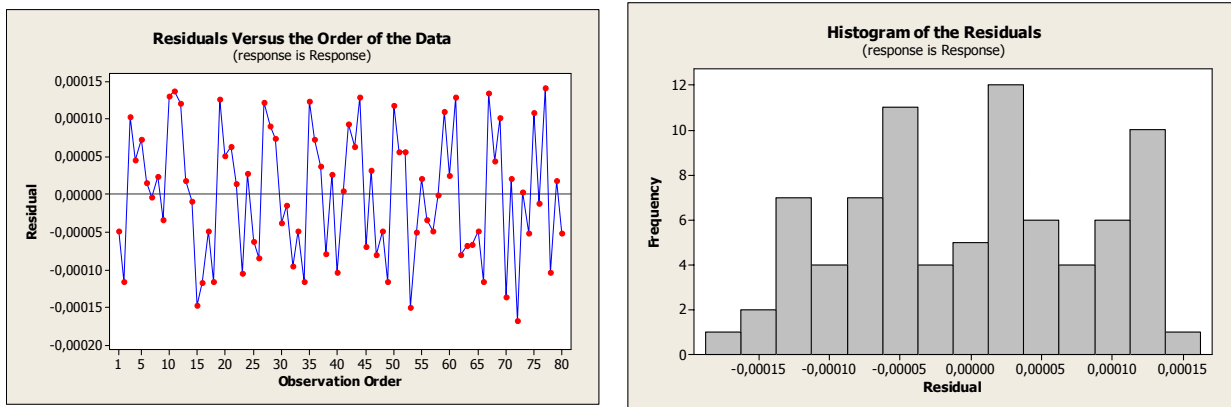 Residuals Versus the Order of the Data
(response is Response)
0,00015
0,00010
0,00005
0,00000
-0,00005
-0,00010
-0,00015
-0,00020
Residual
1 5 10 15 20 25 30 35 40 45 50 55 60 65 70 75 80
Observation Order
Histogram of the Residuals
(response is Response)
12
10
8
6
4
2
0
Frequency
-0,00015 -0,00010 -0,00005 0,00000 0,00005 0,00010 0,00015
Residual